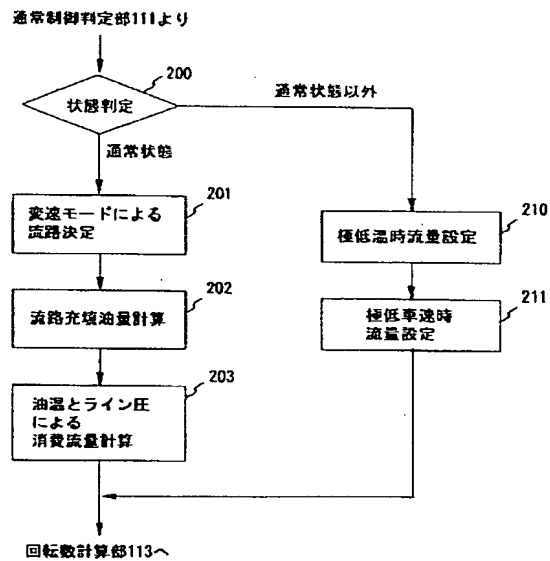 通常制御判定部111より
200
状態判定
通常状態以外
通常状態
201
変速モードによる
流路決定
210
極低温時流量設定
202
流路充填油量計算
211
極低車速時
流量設定
203
油温とライン圧
による
消費流量計算
回転数計算部113へ